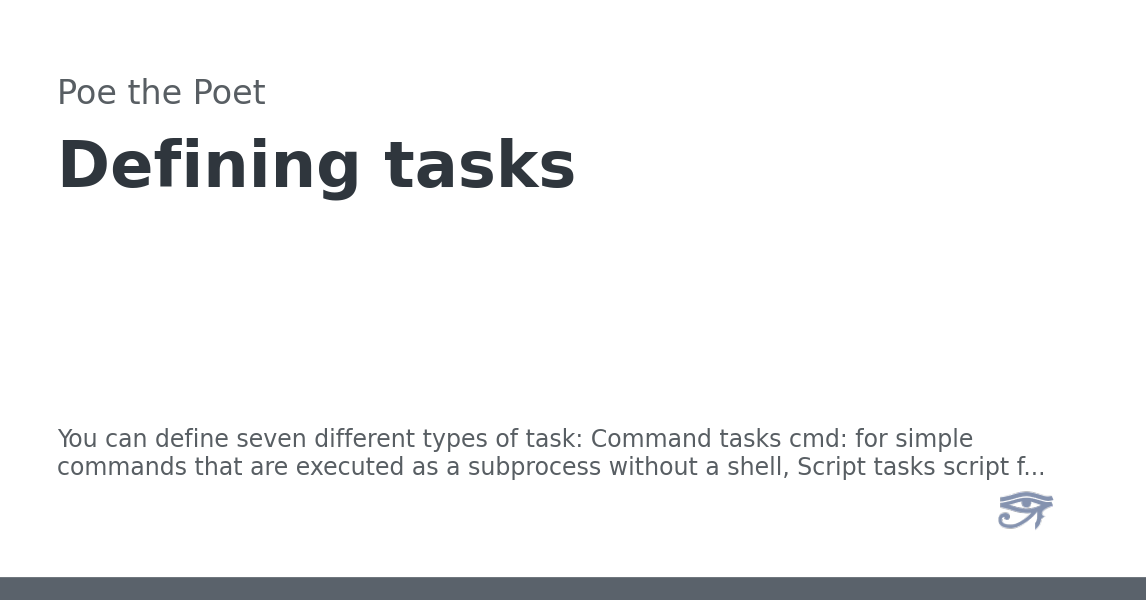 Poe the Poet
Defining tasks
You can define seven different types of task: Command tasks cmd: for simple
commands that are executed as a subprocess without a shell, Script tasks script f...